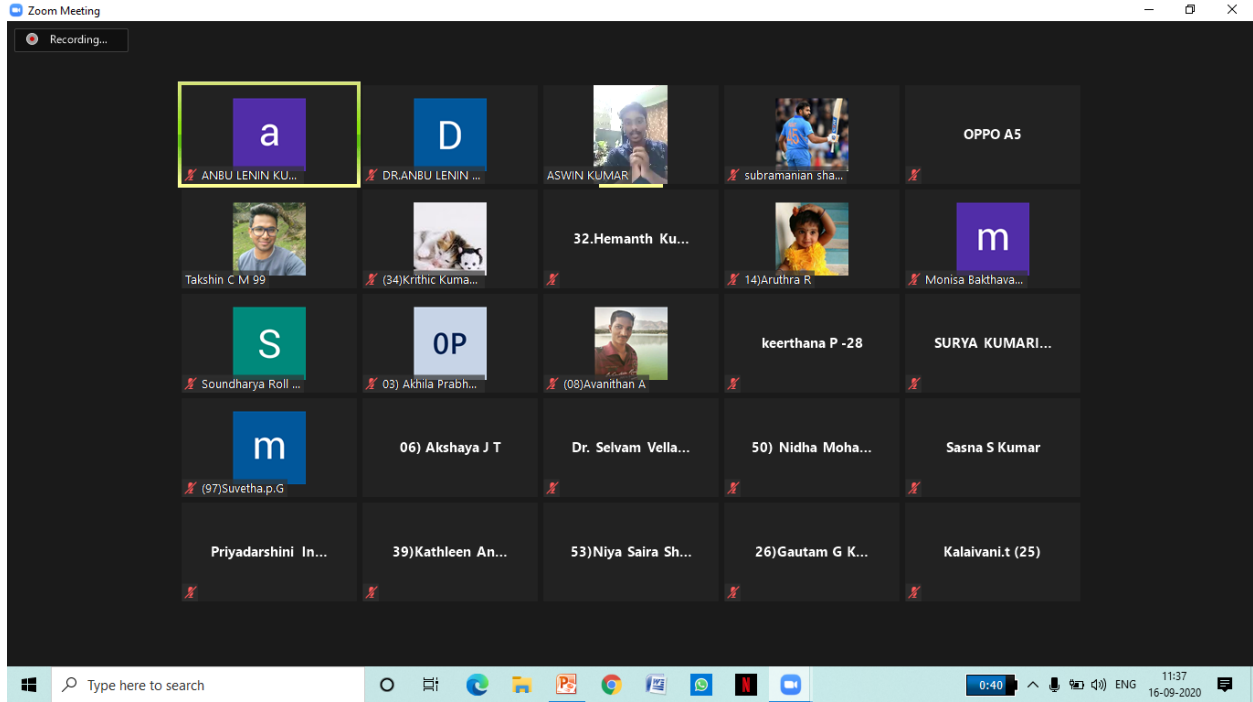 Zoom Meeting
Recording...
a
ANBU LENIN KU...
D
DR.ANBU LENIN ...
ASWIN KUMAR
45
subramanian sha...
OPPO A5
Takshin C M 99
(34)Krithic Kuma...
32.Hemanth Ku...
14)Aruthra R
m
Monisa Bakthava...
S
Soundharya Roll ...
OP
03) Akhila Prabh...
(08)Avanithan A
keerthana P -28
SURYA KUMARI...
m
(97)Suvetha.p.G
06) Akshaya J T
Dr. Selvam Vella...
50) Nidha Moha...
Sasna S Kumar
Priyadarshini In...
39)Kathleen An...
53)Niya Saira Sh...
26)Gautam G K...
Kalaivani.t (25)
Type here to search
0:40
ENG
11:37
16-09-2020